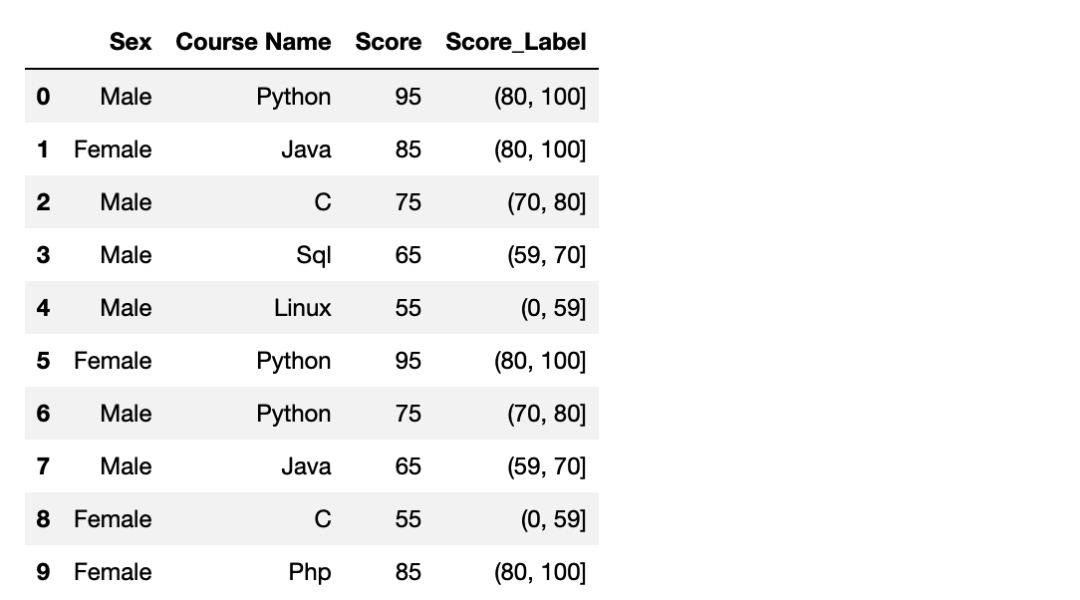 Sex Course Name Score Score_Label
0 Male Python 95 (80, 100]
1 Female Java 85 (80, 100]
2 Male C 75 (70, 80]
3 Male Sql 65 (59, 70]
4 Male Linux 55 (0, 59]
5 Female Python 95 (80, 100]
6 Male Python 75 (70, 80]
7 Male Java 65 (59, 70]
8 Female C 55 (0, 59]
9 Female Php 85 (80, 100]